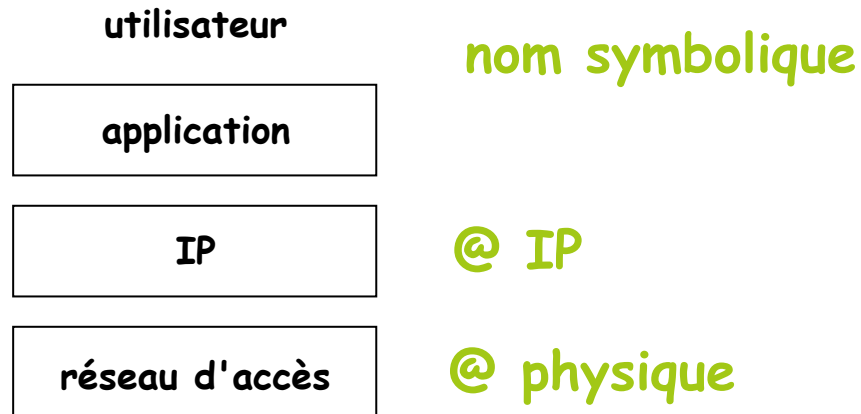 utilisateur
nom symbolique
application
IP
@ IP
réseau d'accès
@ physique